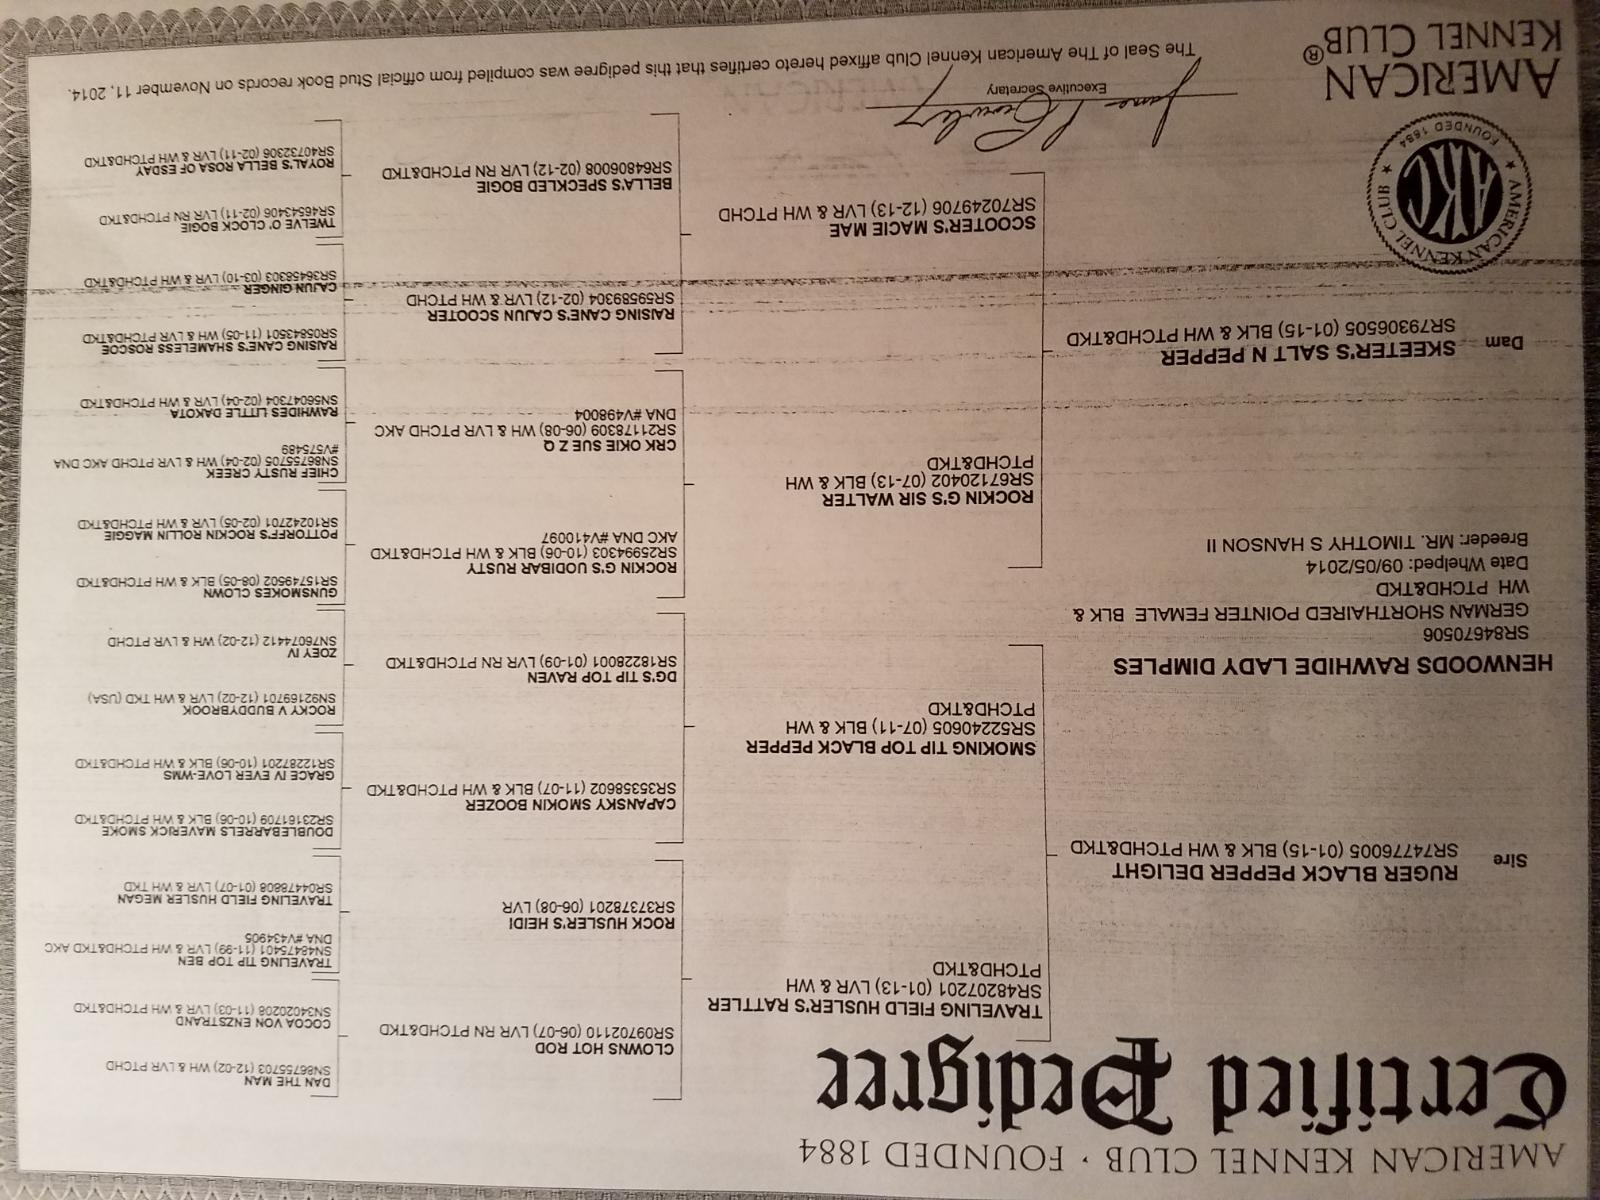 AMERICAN KENNEL CLUB · FOUNDED 1884
Certified Pedigree
HENWOODS RAWHIDE LADY DIMPLES
SR84670506
GERMAN SHORTHAIRED POINTER FEMALE BLK &
WH PTCHD&TKD
Date Whelped: 09/05/2014
Breeder: MR. TIMOTHY S HANSON II
Sire
RUGER BLACK PEPPER DELIGHT
SR74776005 (01-15) BLK & WH PTCHD&TKD
Dam
SKEETER'S SALT N PEPPER
SR79306505 (01-15) BLK & WH PTCHD&TKD
TRAVELING FIELD HUSLER'S RATTLER
SR48207201 (01-13) LVR & WH
PTCHD&TKD
SMOKING TIP TOP BLACK PEPPER
SR52240605 (07-11) BLK & WH
PTCHD&TKD
ROCKIN G'S SIR WALTER
SR67120402 (07-13) BLK & WH
PTCHD&TKD
SCOOTER'S MACIE MAE
SR70249706 (12-13) LVR & WH PTCHD
CLOWNS HOT ROD
SR09702110 (06-07) LVR RN PTCHD&TKD
ROCK HUSLER'S HEIDI
SR37378201 (06-08) LVR
CAPANSKY SMOKIN BOOZER
SR35358602 (11-07) BLK & WH PTCHD&TKD
DG'S TIP TOP RAVEN
SR18228001 (01-09) LVR RN PTCHD&TKD
ROCKIN G'S UODIBAR RUSTY
SR25994303 (10-06) BLK & WH PTCHD&TKD
AKC DNA #V410097
CRK OKIE SUE Z Q
SR21178309 (06-08) WH & LVR PTCHD AKC
DNA #V498004
RAISING CANE'S CAJUN SCOOTER
SR59589304 (02-12) LVR & WH PTCHD
BELLA'S SPECKLED BOGIE
SR64806008 (02-12) LVR RN PTCHD&TKD
DAN THE MAN
SN86755703 (12-02) WH & LVR PTCHD
COCOA VON ENZSTRAND
SN34020208 (11-03) LVR & WH PTCHD&TKD
TRAVELING TIP TOP BEN
SN48475401 (11-99) LVR & WH PTCHD&TKD AKC
DNA #V434905
TRAVELING FIELD HUSLER MEGAN
SR04478808 (01-07) LVR & WH TKD
DOUBLEBARRELS MAVERICK SMOKE
SR23161709 (10-06) BLK & WH PTCHD&TKD
GRACE IV EVER LOVE-WMS
SR12287201 (10-06) BLK & WH PTCHD&TKD
ROCKY V BUDDYBROOK
SN92169701 (12-02) LVR & WH TKD (USA)
ZOEY IV
SN76074412 (12-02) WH & LVR PTCHD
GUNSMOKES CLOWN
SR15749502 (08-05) WH & BLK PTCHD&TKD
POTTORFF'S ROCKIN ROLLIN MAGGIE
SR10242701 (02-05) LVR & WH PTCHD&TKD
CHIEF RUSTY CREEK
SN86755705 (02-04) WH & LVR PTCHD AKC DNA
#V575489
RAWHIDES LITTLE DAKOTA
SN56047304 (02-04) WH & LVR PTCHD&TKD
RAISING CANE'S SHAMELESS ROSCOE
SR05843501 (11-05) WH & LVR PTCHD&TKD
CAJUN GINGER
SR36458303 (03-10) LVR & WH PTCHD&TKD
TWELVE O' CLOCK BOGIE
SR46543406 (02-11) LVR RN PTCHD&TKD
ROYAL'S BELLA ROSA OF ESDAY
SR40732306 (02-11) LVR & WH PTCHD&TKD
AMERICAN KENNEL CLUB
AKC
FOUNDED 1884
AMERICAN
KENNEL CLUB®
Executive Secretary
The Seal of The American Kennel Club affixed hereto certifies that this pedigree was compiled from official Stud Book records on November 11, 2014.